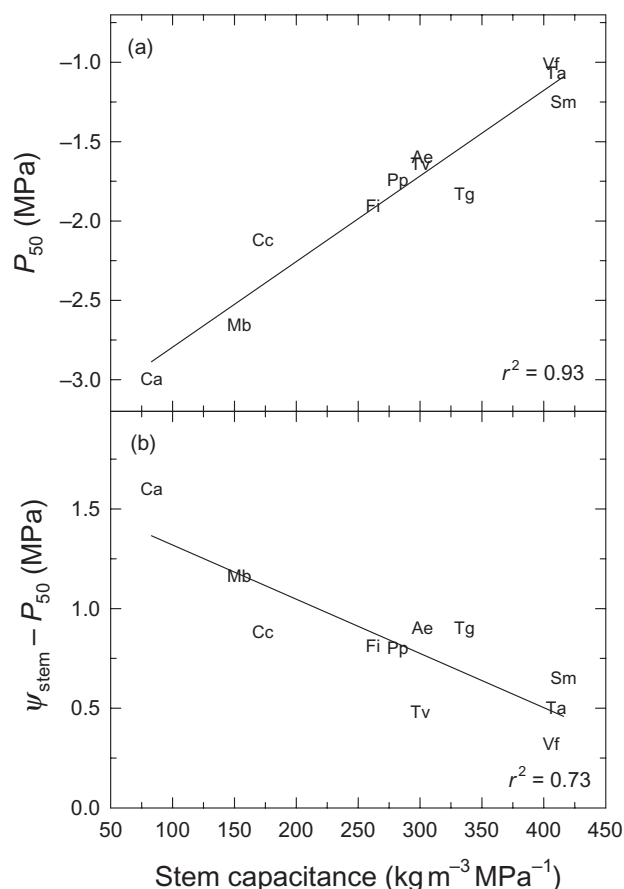 (a)
P50 (MPa)
−1.0
−1.5
−2.0
−2.5
−3.0
Vf
Ta
Sm
Ae
Tv
Pp
Tg
Fi
Cc
Mb
Ca
r² = 0.93
(b)
ψstem – P50 (MPa)
1.5
1.0
0.5
0.0
Ca
Mb
Cc
Ae
Tg
Fi
Pp
Sm
Tv
Ta
Vf
r² = 0.73
50 100 150 200 250 300 350 400 450
Stem capacitance (kg m⁻³ MPa⁻¹)